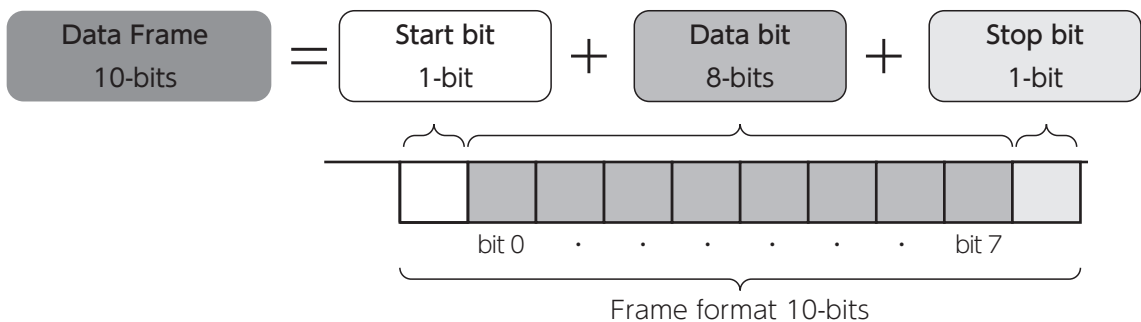 Data Frame
10-bits
=
Start bit
1-bit
+
Data bit
8-bits
+
Stop bit
1-bit
bit 0 · · · · · · bit 7
Frame format 10-bits